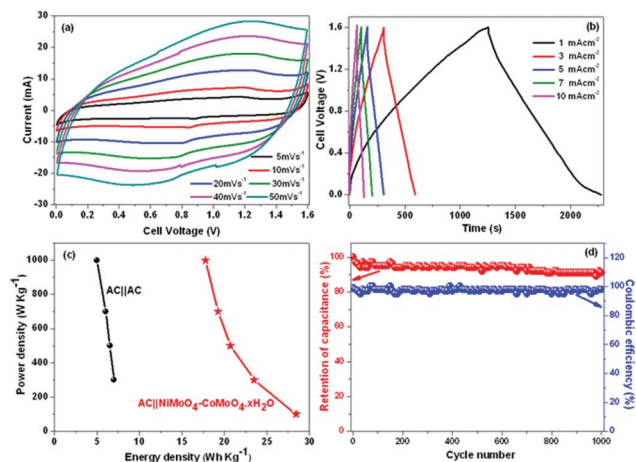 (a)
30
20
10
0
-10
-20
-30
Current (mA)
5mVs⁻¹
10mVs⁻¹
20mVs⁻¹
30mVs⁻¹
40mVs⁻¹
50mVs⁻¹
0.0 0.2 0.4 0.6 0.8 1.0 1.2 1.4 1.6
Cell Voltage (V)
(b)
1.6
1.2
0.8
0.4
0.0
Cell Voltage (V)
1 mAcm⁻²
3 mAcm⁻²
5 mAcm⁻²
7 mAcm⁻²
10 mAcm⁻²
0 500 1000 1500 2000
Time (s)
(c)
1000
800
600
400
200
0
Power density (W Kg⁻¹)
AC||AC
AC||NiMoO₄-CoMoO₄.xH₂O
0 5 10 15 20 25 30
Energy density (Wh Kg⁻¹)
(d)
100
80
60
40
20
0
Retention of capacitance (%)
120
100
80
60
40
20
0
Coulombic efficiency (%)
0 200 400 600 800 1000
Cycle number